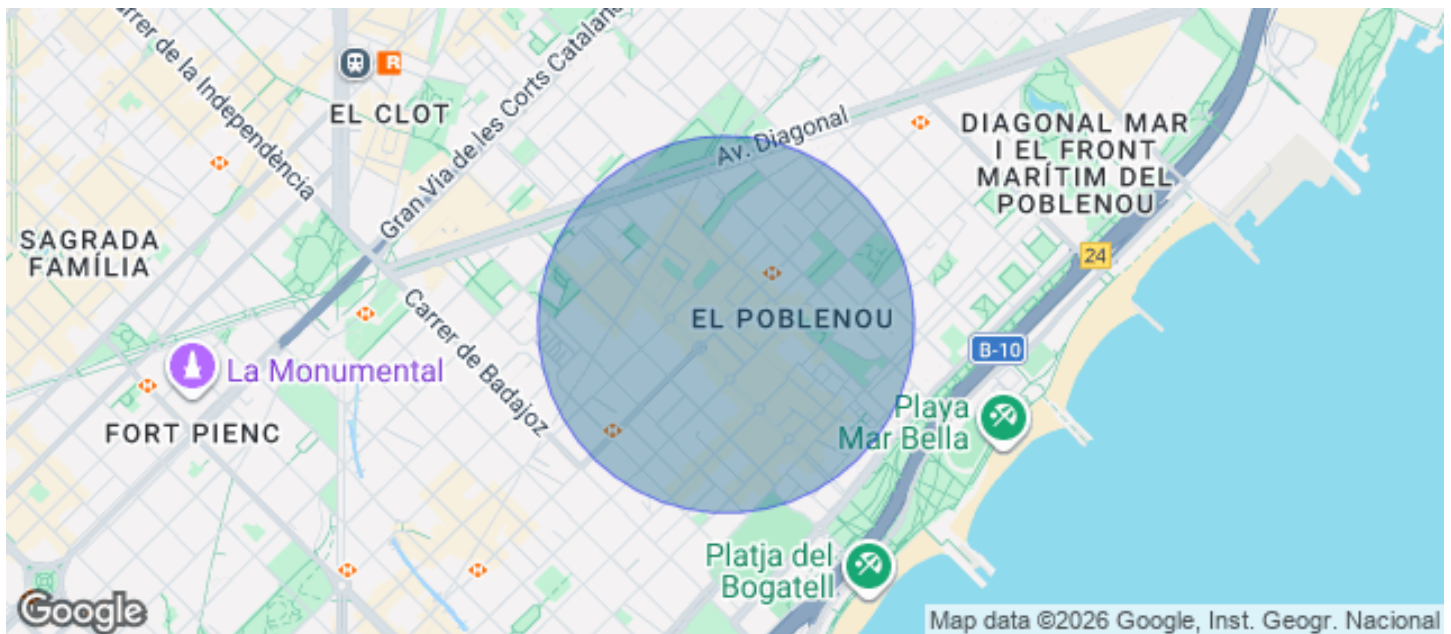 rrer de la Independència
Gran Via de les Corts Catalane
R
EL CLOT
Av. Diagonal
DIAGONAL MAR
I EL FRONT
MARÍTIM DEL
POBLENOU
SAGRADA
FAMÍLIA
24
Carrer de Badajoz
EL POBLENOU
B-10
La Monumental
Playa
Mar Bella
FORT PIENC
Platja del
Bogatell
Google
Map data ©2026 Google, Inst. Geogr. Nacional